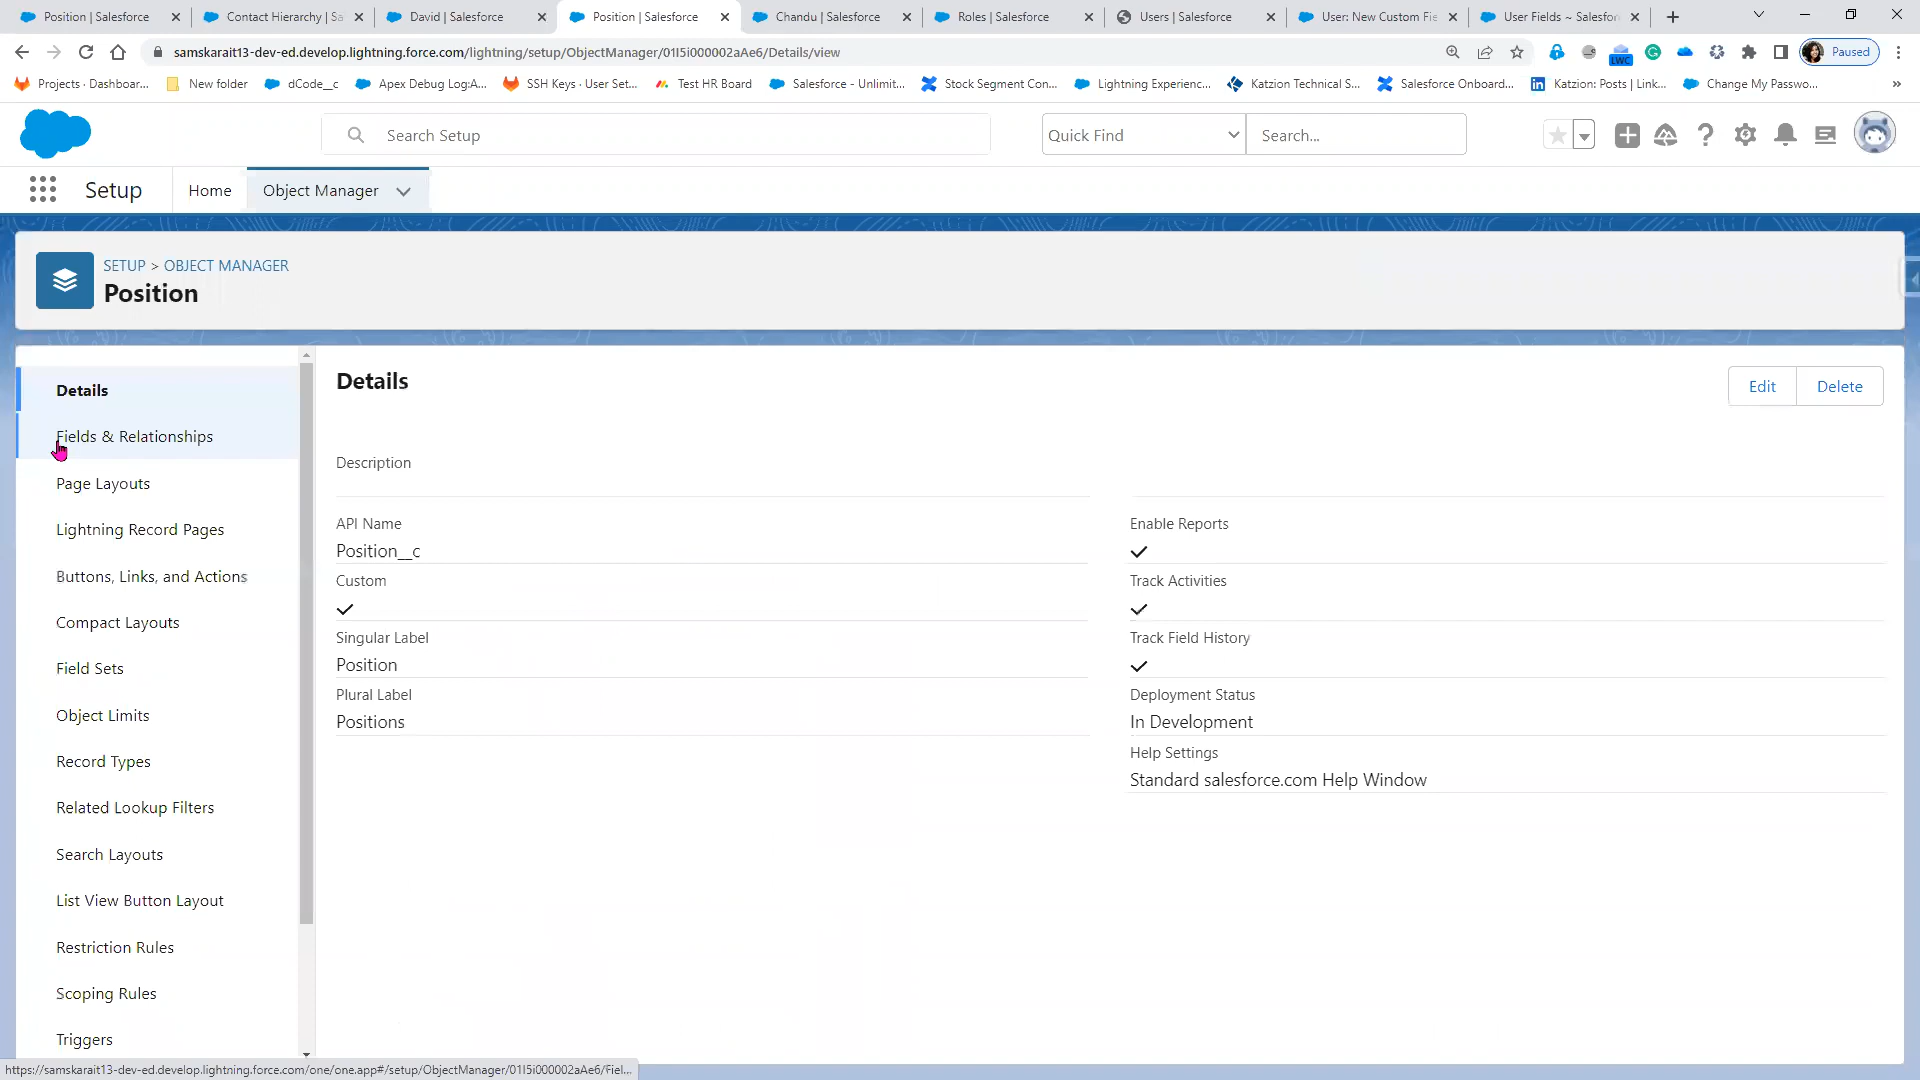 Position | Salesforce
Contact Hierarchy | Sa
David | Salesforce
Position | Salesforce
Chandu | Salesforce
Roles | Salesforce
Users | Salesforce
User: New Custom Fie
User Fields ~ Salesfor
samskarait13-dev-ed.develop.lightning.force.com/lightning/setup/ObjectManager/01I5i000002aAe6/Details/view
LWC
Paused
Projects · Dashboar...
New folder
dCode__c
Apex Debug Log:A...
SSH Keys · User Set...
Test HR Board
Salesforce - Unlimit...
Stock Segment Con...
Lightning Experienc...
Katzion Technical S...
Salesforce Onboard...
Katzion: Posts | Link...
Change My Passwo...
»
Search Setup
Quick Find
Search...
Setup
Home
Object Manager
SETUP > OBJECT MANAGER
Position
Details
Fields & Relationships
Page Layouts
Lightning Record Pages
Buttons, Links, and Actions
Compact Layouts
Field Sets
Object Limits
Record Types
Related Lookup Filters
Search Layouts
List View Button Layout
Restriction Rules
Scoping Rules
Triggers
Details
Edit
Delete
Description
API Name
Position__c
Custom
Singular Label
Position
Plural Label
Positions
Enable Reports
Track Activities
Track Field History
Deployment Status
In Development
Help Settings
Standard salesforce.com Help Window
https://samskarait13-dev-ed.develop.lightning.force.com/one/one.app#/setup/ObjectManager/01I5i000002aAe6/Fiel...